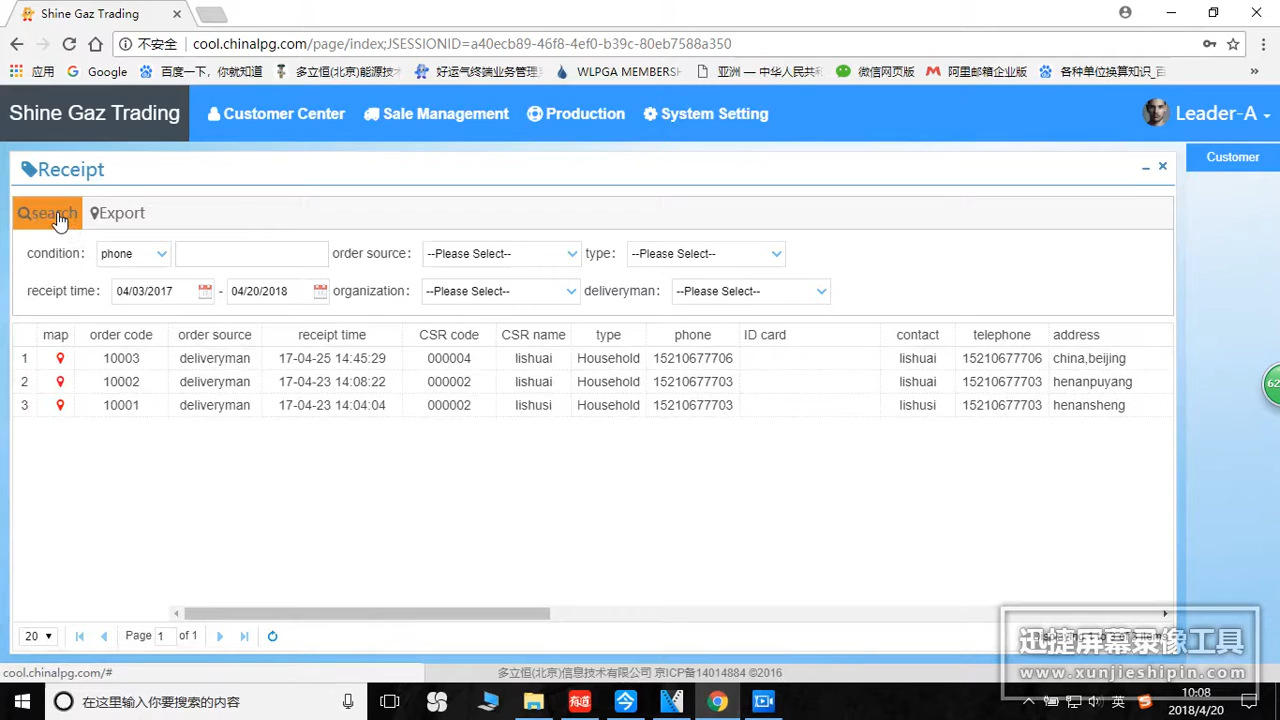 Shine Gaz Trading
不安全 cool.chinalpg.com/page/index;JSESSIONID=a40ecb89-46f8-4ef0-b39c-80eb7588a350
应用 Google 百度一下，你就知道 多立恒(北京)能源技 好运气终端业务管理 WLPGA MEMBERSH 亚洲 — 中华人民共和 微信网页版 阿里邮箱企业版 各种单位换算知识_百 »
Shine Gaz Trading Customer Center Sale Management Production System Setting Leader-A
Receipt Customer
search Export
condition: phone order source: --Please Select-- type: --Please Select--
receipt time: 04/03/2017 - 04/20/2018 organization: --Please Select-- deliveryman: --Please Select--
map order code order source receipt time CSR code CSR name type phone ID card contact telephone address
1 10003 deliveryman 17-04-25 14:45:29 000004 lishuai Household 15210677706 lishuai 15210677706 china,beijing
2 10002 deliveryman 17-04-23 14:08:22 000002 lishuai Household 15210677703 lishuai 15210677703 henanpuyang
3 10001 deliveryman 17-04-23 14:04:04 000002 lishusi Household 15210677703 lishusi 15210677703 henansheng
62
20 Page 1 of 1
迅捷屏幕录像工具
www.xunjieshipin.com
cool.chinalpg.com/# 多立恒(北京)信息技术有限公司 京ICP备14014884 ©2016
在这里输入你要搜索的内容 有道 英 10:08
2018/4/20